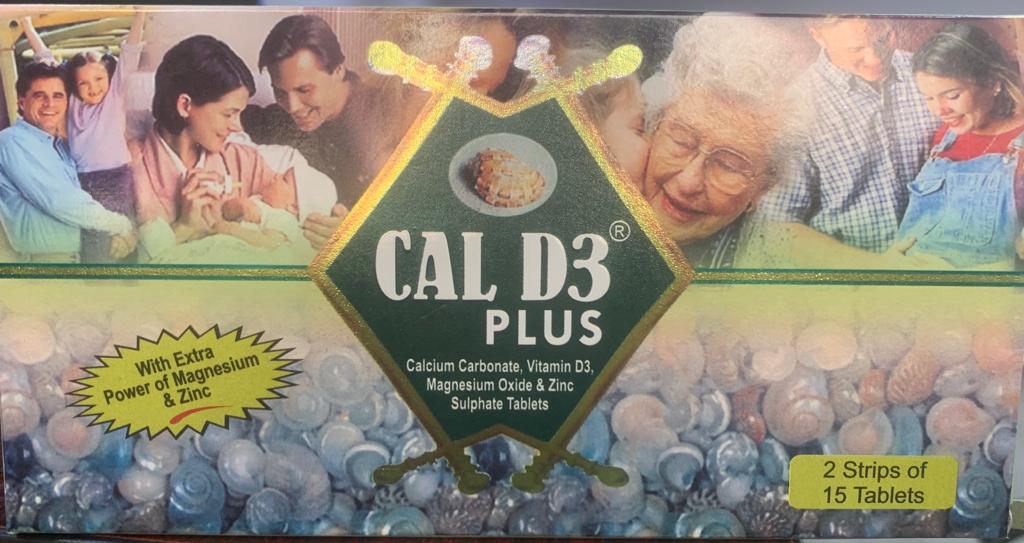 CAL D3®
PLUS
Calcium Carbonate, Vitamin D3,
Magnesium Oxide & Zinc
Sulphate Tablets
With Extra
Power of Magnesium
& Zinc
2 Strips of
15 Tablets